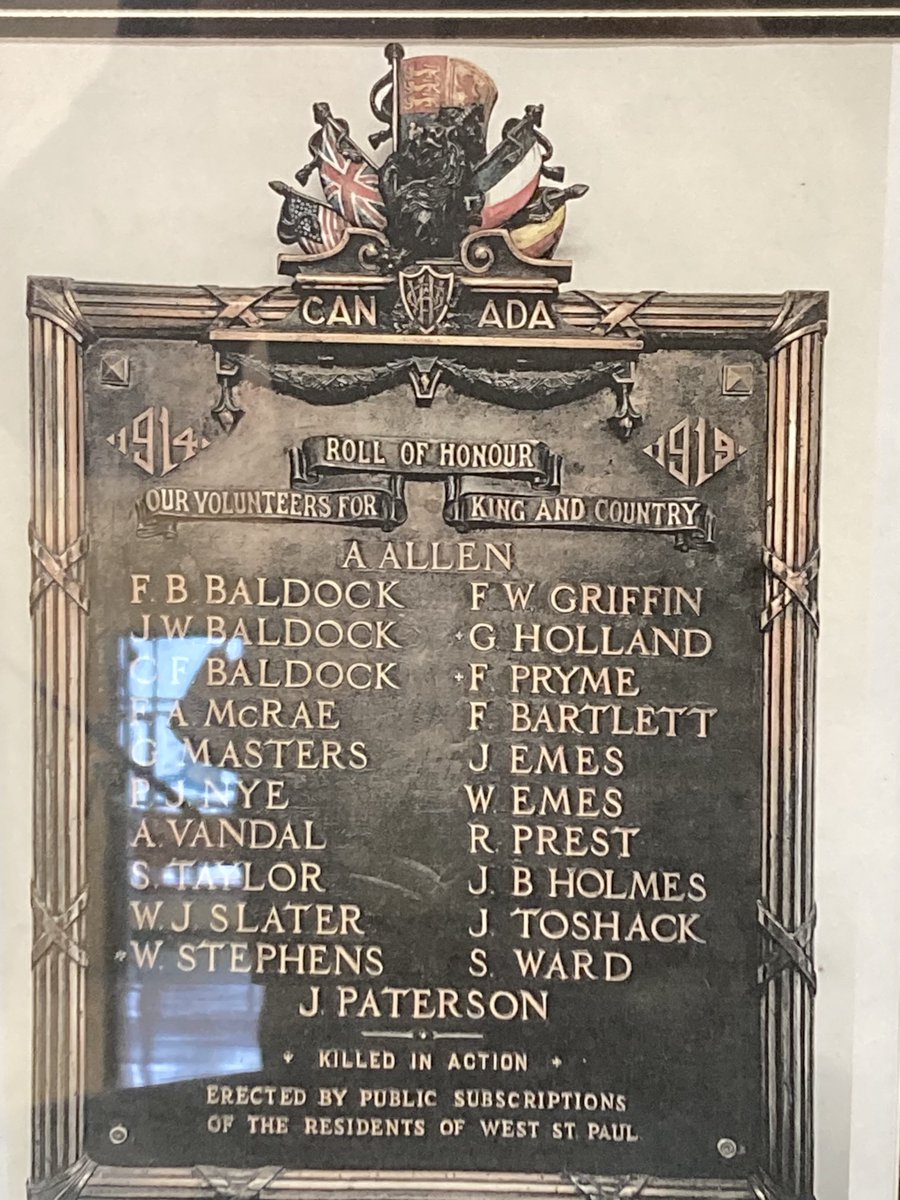 CANADA
1914 1919
ROLL OF HONOUR
OUR VOLUNTEERS FOR KING AND COUNTRY
A ALLEN
F. B. BALDOCK
J. W BALDOCK
C F. BALDOCK
F. A. McRAE
G. MASTERS
P. J. NYE
A. VANDAL
S. TAYLOR
W. J. SLATER
*W. STEPHENS
F. W. GRIFFIN
+G. HOLLAND
+F. PRYME
F. BARTLETT
J EMES
W. EMES
R. PREST
J. B HOLMES
J. TOSHACK
S. WARD
J. PATERSON
+ KILLED IN ACTION +
ERECTED BY PUBLIC SUBSCRIPTIONS
OF THE RESIDENTS OF WEST ST. PAUL